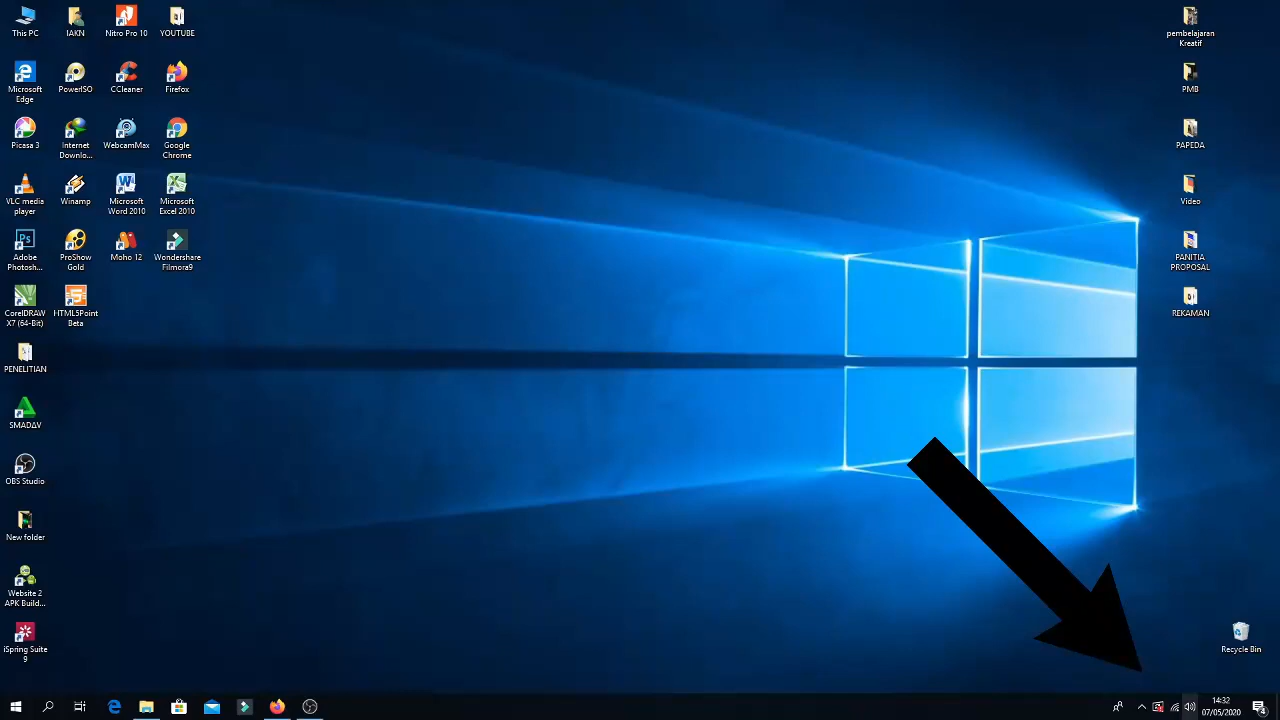 This PC
IAKN
Nitro Pro 10
YOUTUBE
Microsoft
Edge
PowerISO
CCleaner
Firefox
Picasa 3
Internet
Downlo...
WebcamMax
Google
Chrome
VLC media
player
Winamp
Microsoft
Word 2010
Microsoft
Excel 2010
Adobe
Photosh...
ProShow
Gold
Moho 12
Wondershare
Filmora9
CorelDRAW
X7 (64-Bit)
HTML5Point
Beta
PENELITIAN
SMADΔV
OBS Studio
New folder
Website 2
APK Build...
iSpring Suite
9
pembelajaran
Kreatif
PMB
PAPEDA
Video
PANITIA
PROPOSAL
REKAMAN
Recycle Bin
14:32
07/05/2020
4